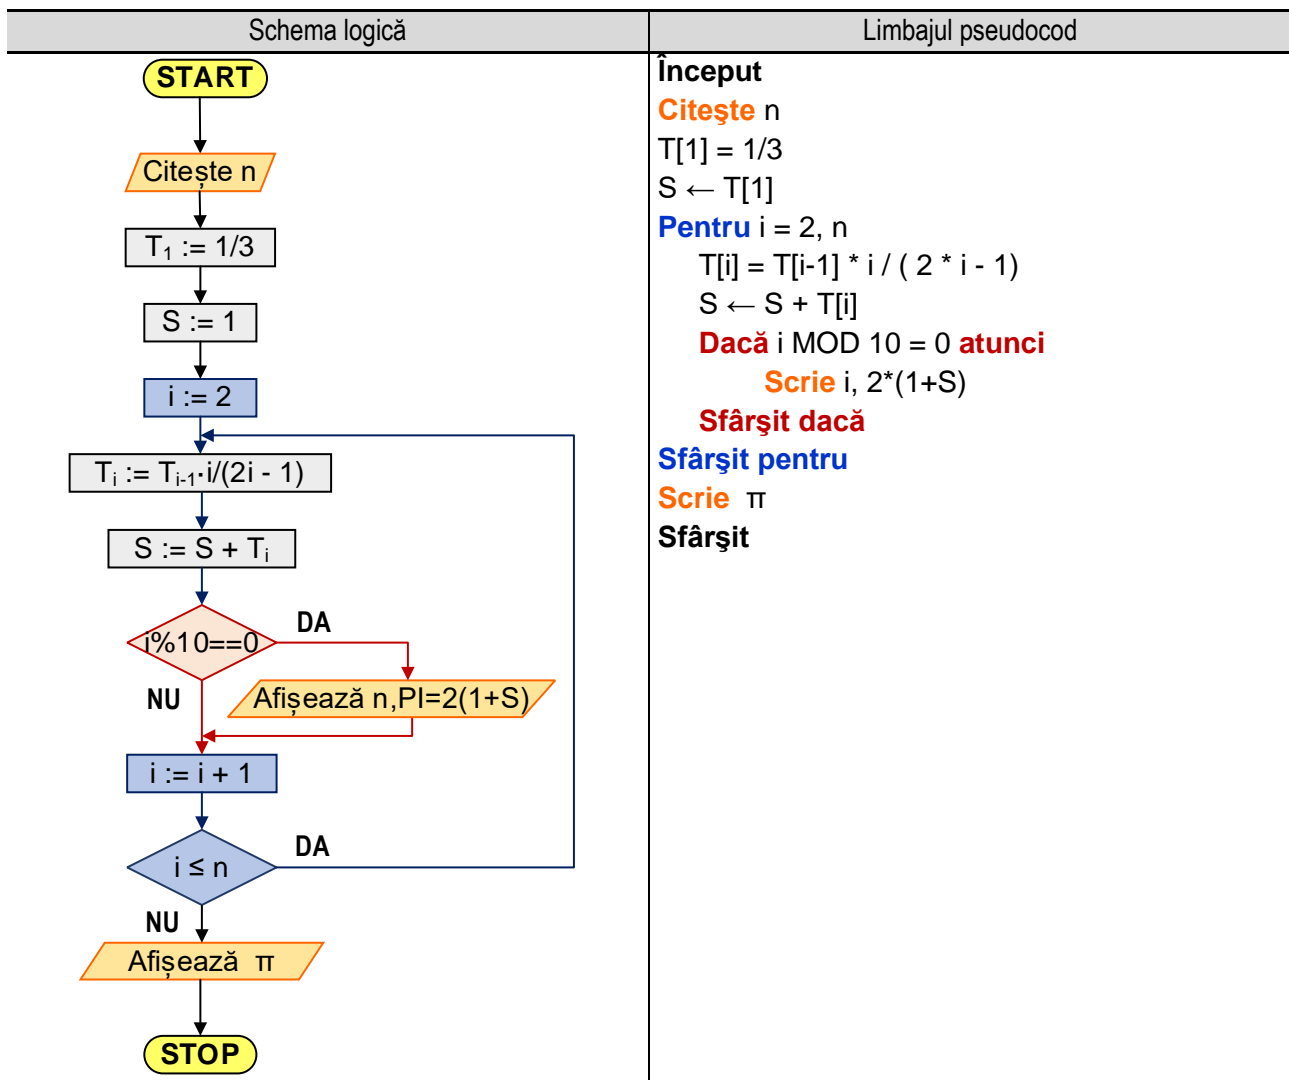 Schema logică
Limbajul pseudocod
START
Citește n
T1 := 1/3
S := 1
i := 2
Ti := Ti-1·i/(2i - 1)
S := S + Ti
i%10==0
DA
NU
Afișează n,PI=2(1+S)
i := i + 1
i ≤ n
DA
NU
Afișează π
STOP
Început
Citeşte n
T[1] = 1/3
S ← T[1]
Pentru i = 2, n
T[i] = T[i-1] * i / ( 2 * i - 1)
S ← S + T[i]
Dacă i MOD 10 = 0 atunci
Scrie i, 2*(1+S)
Sfârşit dacă
Sfârşit pentru
Scrie π
Sfârşit